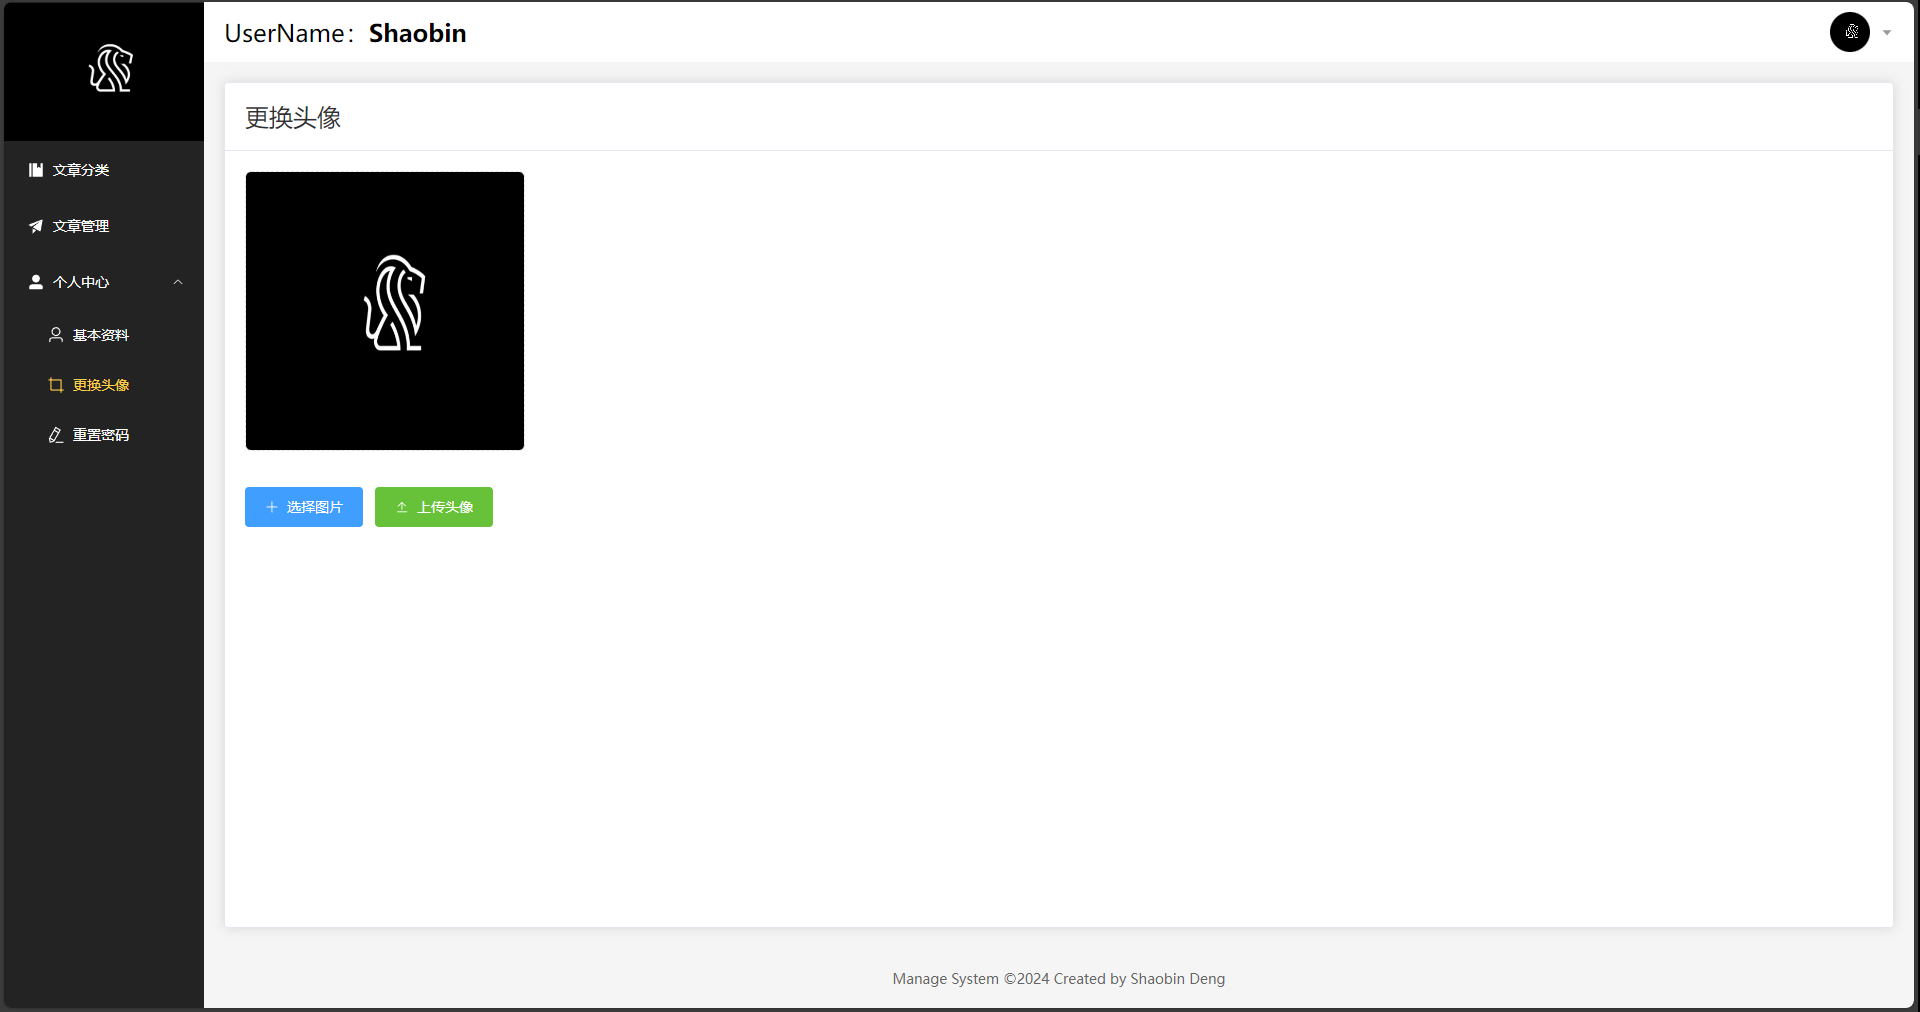 UserName：Shaobin
文章分类
文章管理
个人中心
基本资料
更换头像
重置密码
更换头像
选择图片
上传头像
Manage System ©2024 Created by Shaobin Deng